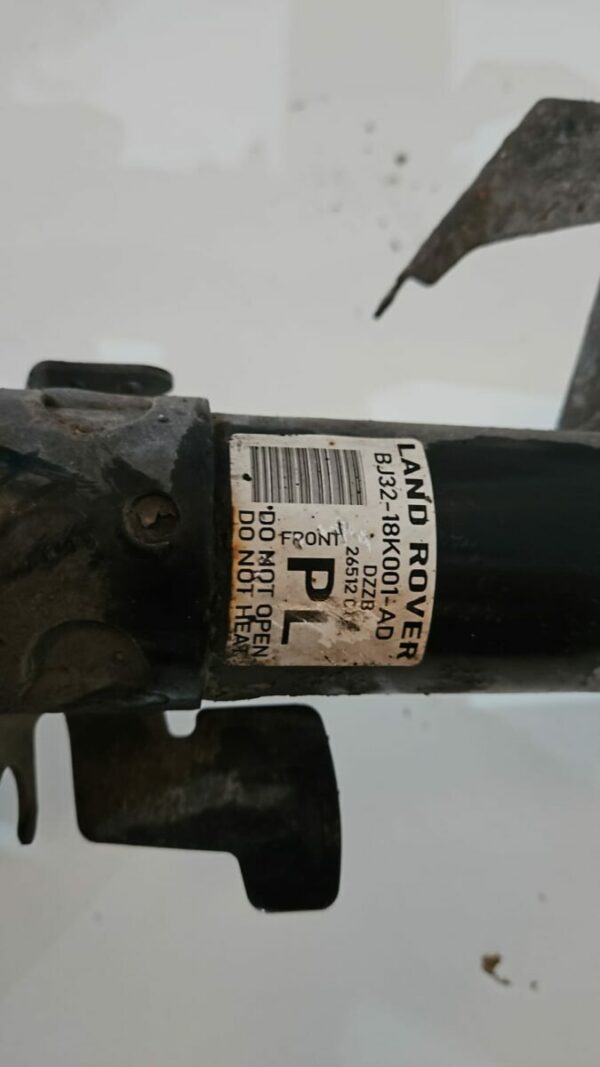 LAND ROVER
BJ32-18K001-AD
DZZB
26512
FRONT
PL
DO NOT OPEN
DO NOT HEAT